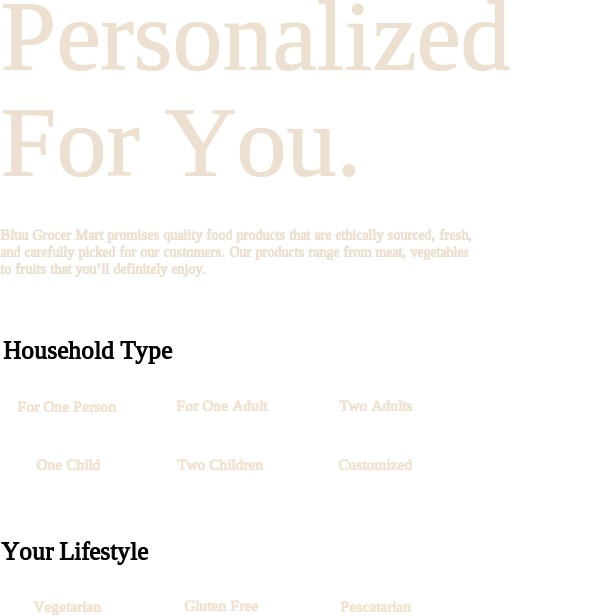 Personalized
For You.
Bluu Grocer Mart promises quality food products that are ethically sourced, fresh,
and carefully picked for our customers. Our products range from meat, vegetables
to fruits that you’ll definitely enjoy.
Household Type
For One Person For One Adult Two Adults
One Child Two Children Customized
Your Lifestyle
Vegetarian Gluten Free Pescatarian